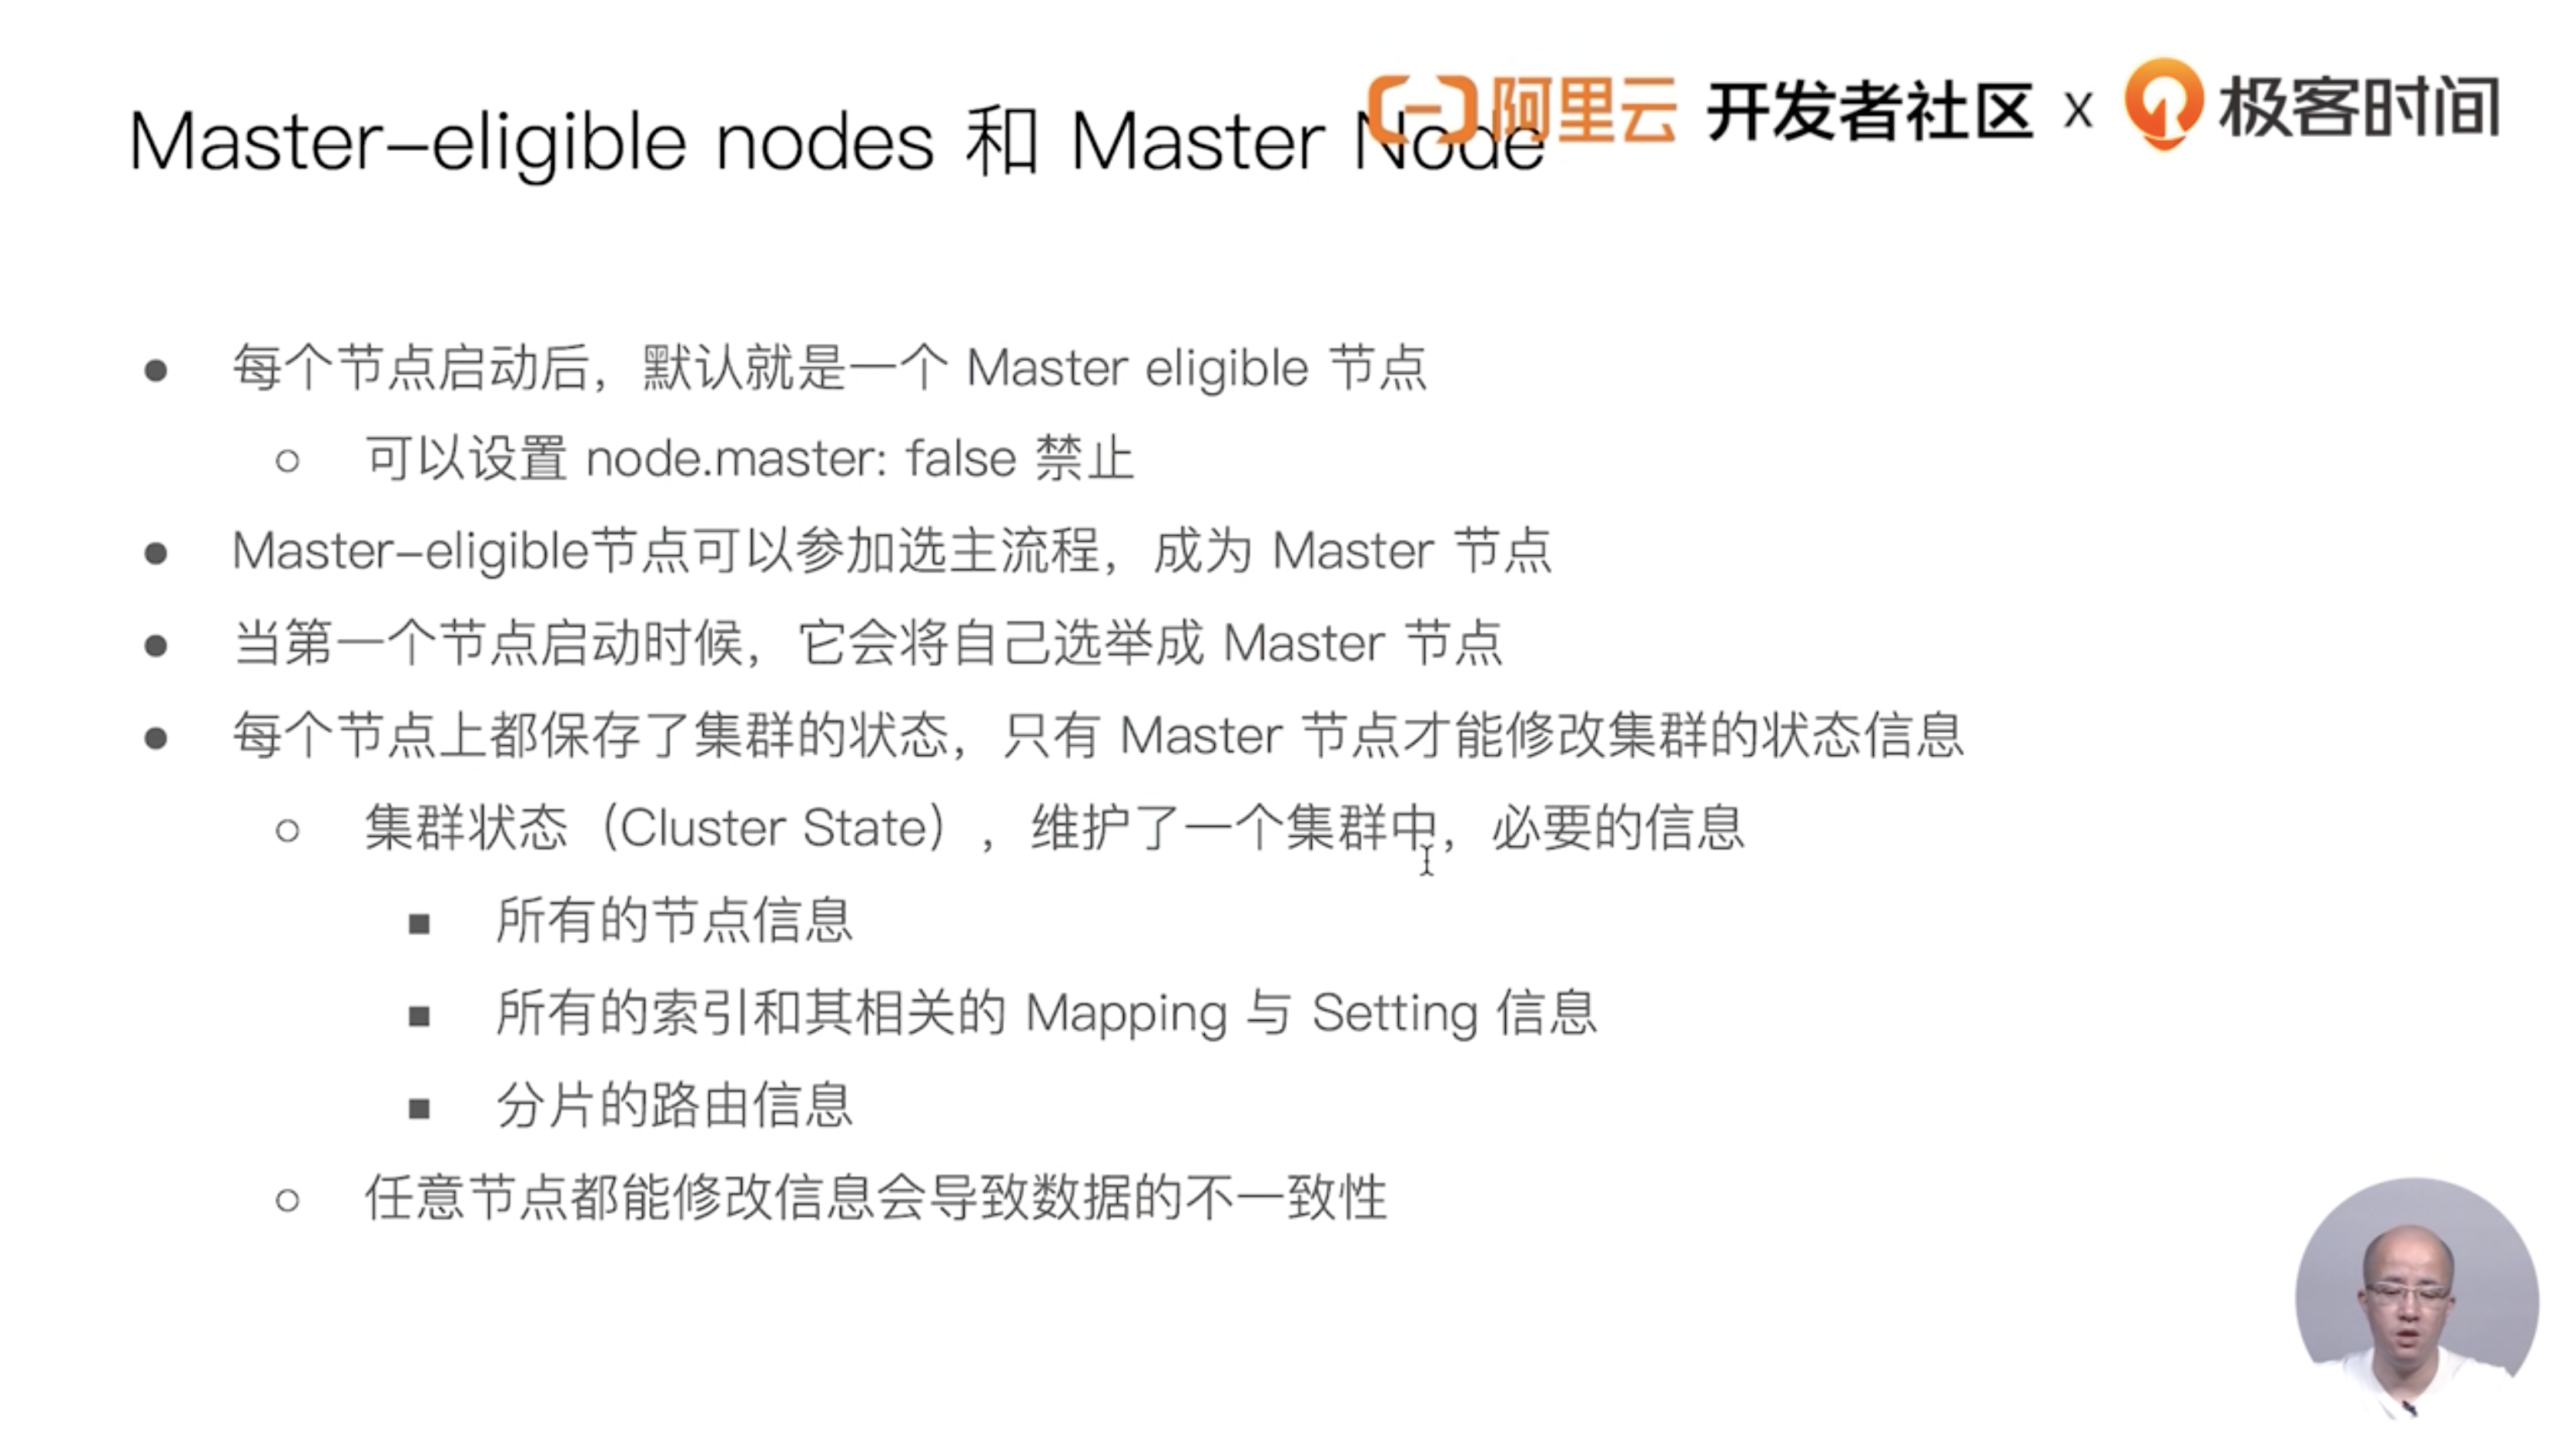 Master-eligible nodes 和 Master Node
阿里云 开发者社区 X 极客时间
每个节点启动后，默认就是一个 Master eligible 节点
可以设置 node.master: false 禁止
Master-eligible节点可以参加选主流程，成为 Master 节点
当第一个节点启动时候，它会将自己选举成 Master 节点
每个节点上都保存了集群的状态，只有 Master 节点才能修改集群的状态信息
集群状态（Cluster State），维护了一个集群中，必要的信息
所有的节点信息
所有的索引和其相关的 Mapping 与 Setting 信息
分片的路由信息
任意节点都能修改信息会导致数据的不一致性